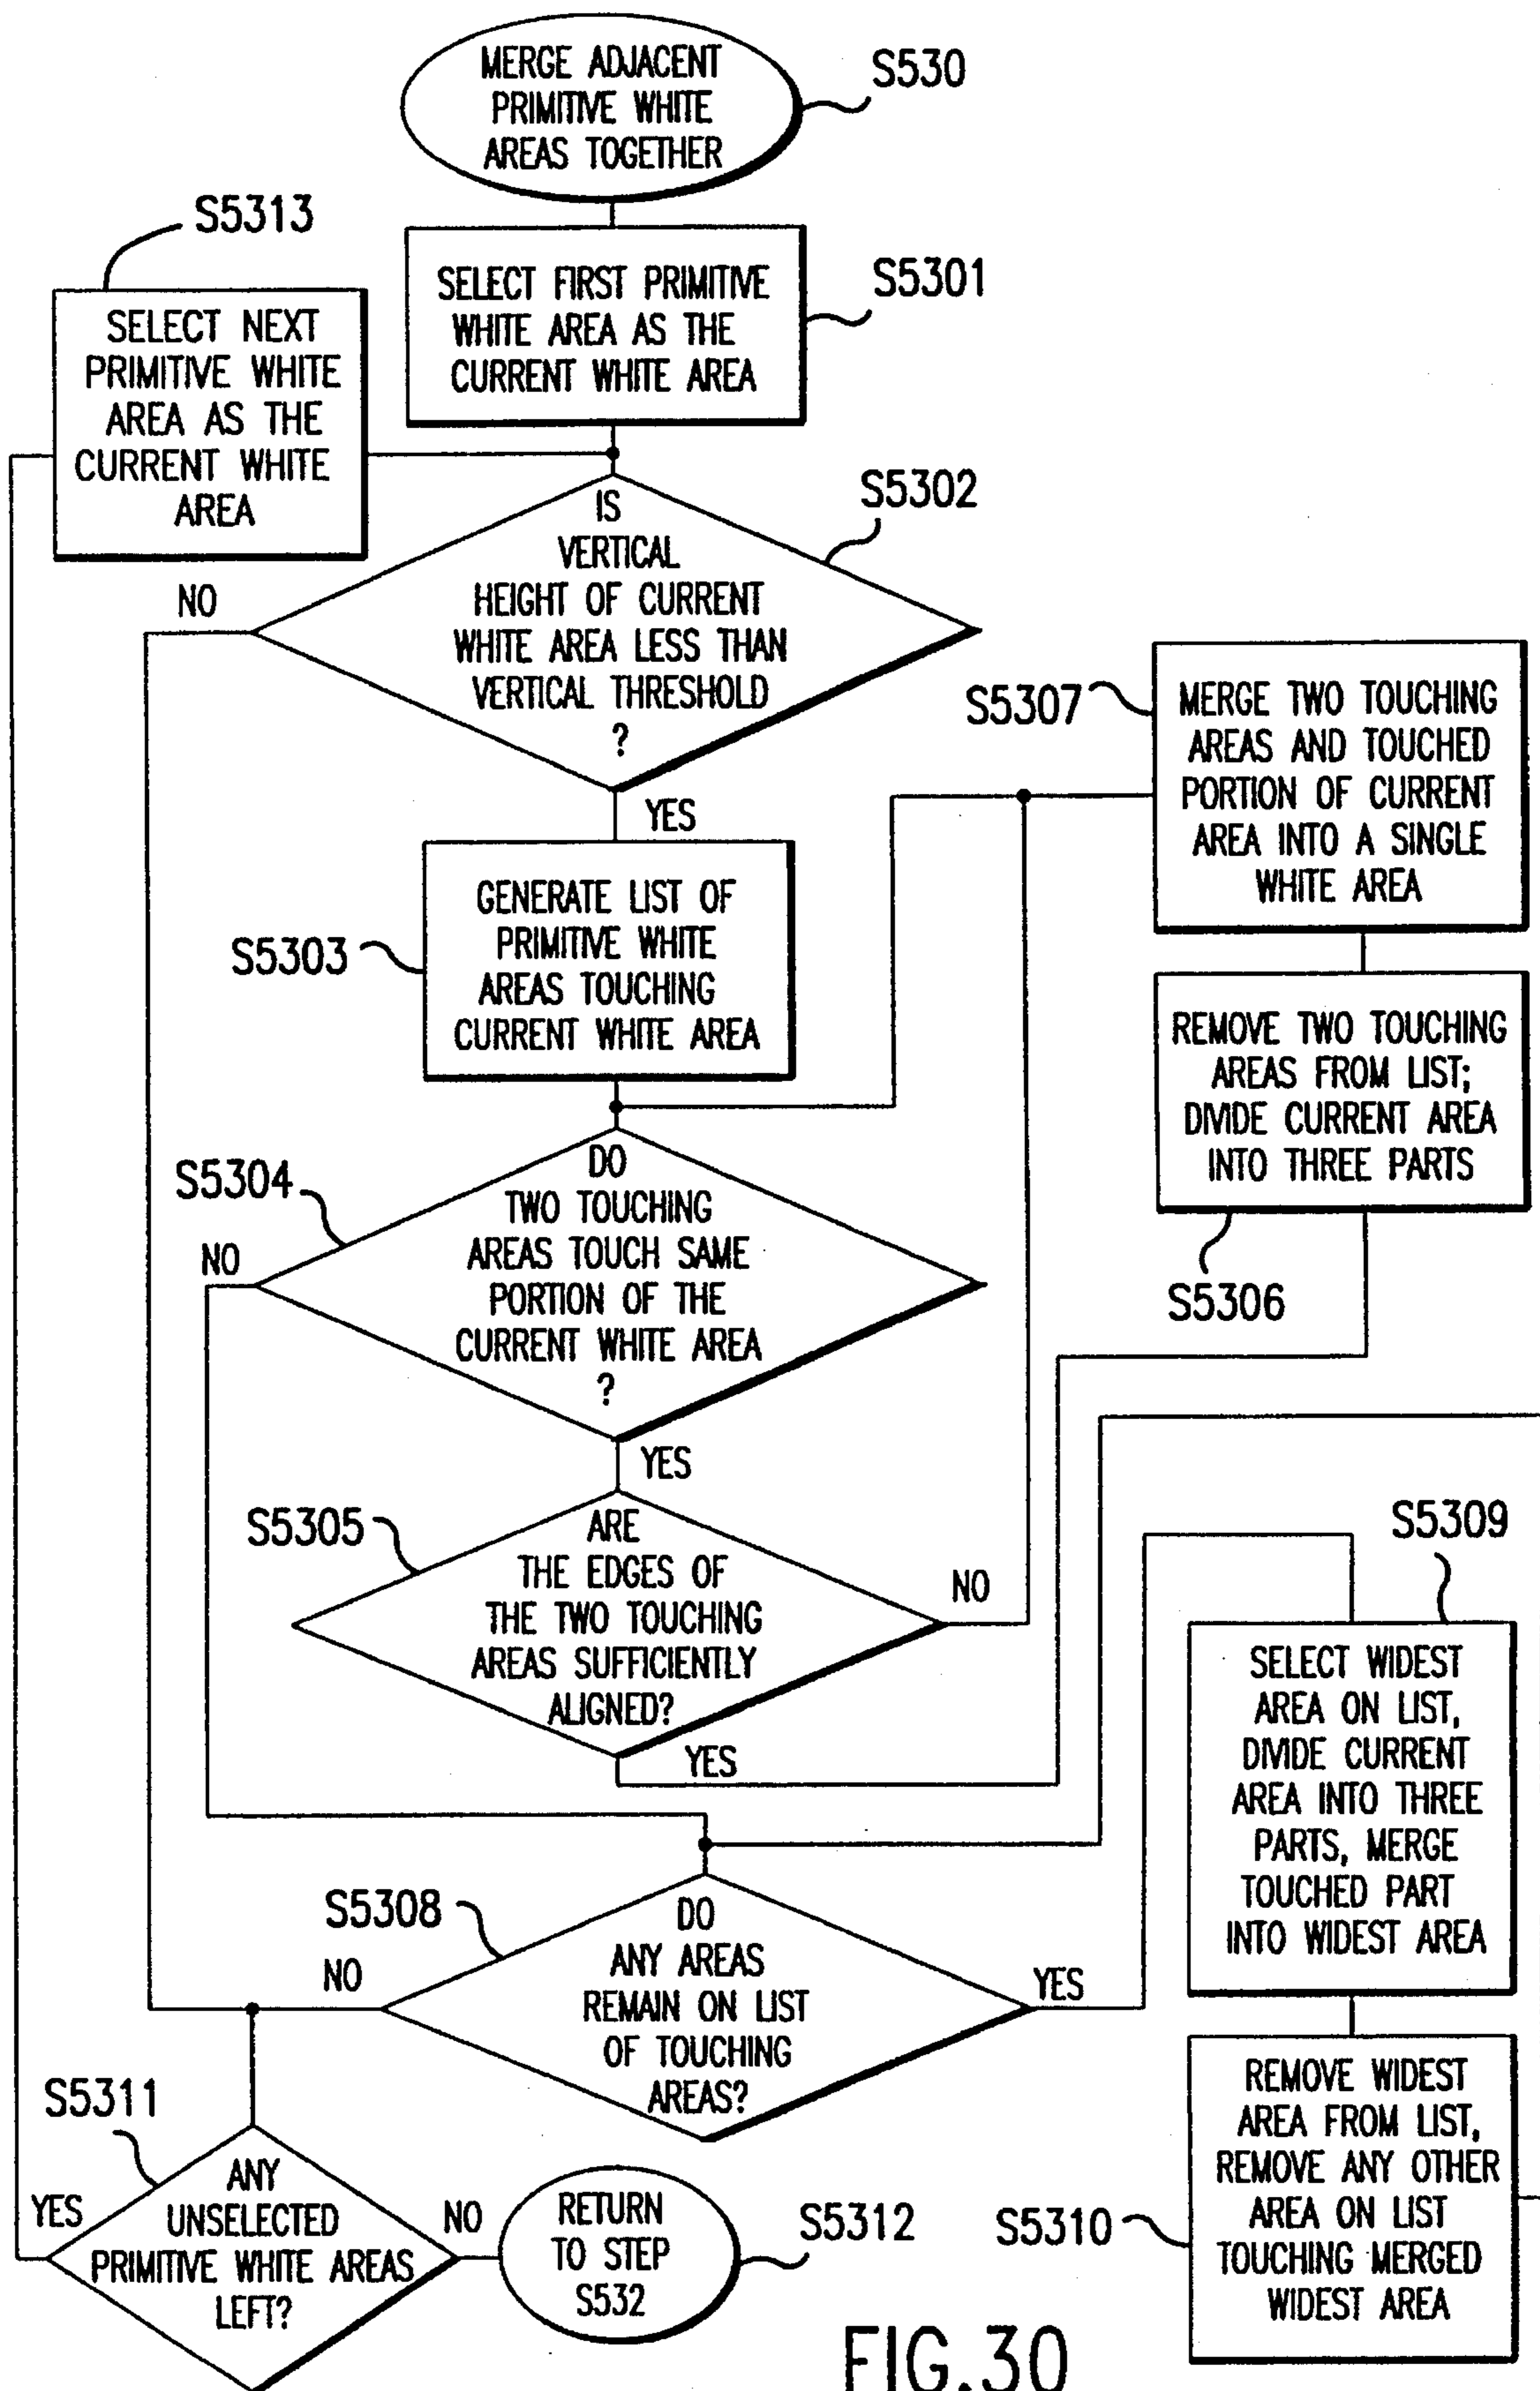 MERGE ADJACENT
PRIMITIVE WHITE
AREAS TOGETHER
S530
S5313
SELECT NEXT
PRIMITIVE WHITE
AREA AS THE
CURRENT WHITE
AREA
SELECT FIRST PRIMITIVE
WHITE AREA AS THE
CURRENT WHITE AREA
S5301
IS
VERTICAL
HEIGHT OF CURRENT
WHITE AREA LESS THAN
VERTICAL THRESHOLD
?
S5302
NO
YES
GENERATE LIST OF
PRIMITIVE WHITE
AREAS TOUCHING
CURRENT WHITE AREA
S5303
S5307
MERGE TWO TOUCHING
AREAS AND TOUCHED
PORTION OF CURRENT
AREA INTO A SINGLE
WHITE AREA
REMOVE TWO TOUCHING
AREAS FROM LIST;
DIVIDE CURRENT AREA
INTO THREE PARTS
S5306
S5304
NO
DO
TWO TOUCHING
AREAS TOUCH SAME
PORTION OF THE
CURRENT WHITE AREA
?
YES
S5305
ARE
THE EDGES OF
THE TWO TOUCHING
AREAS SUFFICIENTLY
ALIGNED?
NO
YES
S5309
SELECT WIDEST
AREA ON LIST,
DIVIDE CURRENT
AREA INTO THREE
PARTS, MERGE
TOUCHED PART
INTO WIDEST AREA
S5308
NO
DO
ANY AREAS
REMAIN ON LIST
OF TOUCHING
AREAS?
YES
REMOVE WIDEST
AREA FROM LIST,
REMOVE ANY OTHER
AREA ON LIST
TOUCHING MERGED
WIDEST AREA
S5310
S5311
YES
ANY
UNSELECTED
PRIMITIVE WHITE AREAS
LEFT?
NO
RETURN
TO STEP
S532
S5312
FIG.30